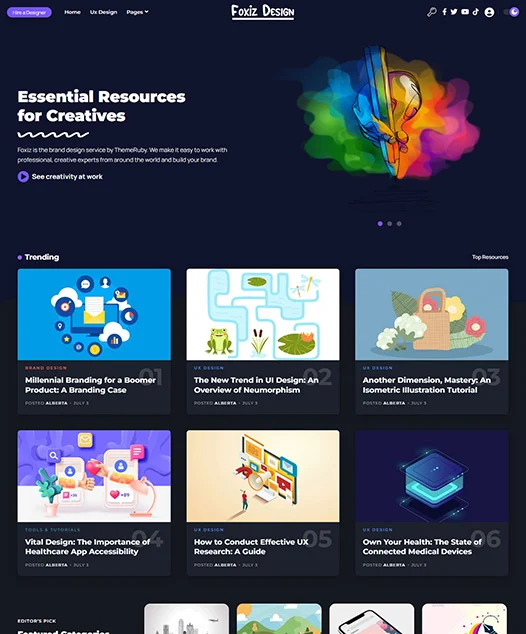 Hire a Designer
Home
Ux Design
Pages
Foxiz Design
Essential Resources
for Creatives
Foxiz is the brand design service by ThemeRuby. We make it easy to work with
professional, creative experts from around the world and build your brand
See creativity at work
Trending
Top Resources
01
BRAND DESIGN
Millennial Branding for a Boomer
Product: A Branding Case
POSTED ALBERTA • JULY 3
02
UX DESIGN
The New Trend in UI Design: An
Overview of Neumorphism
POSTED ALBERTA • JULY 3
03
UX DESIGN
Another Dimension, Mastery: An
Isometric Illustration Tutorial
POSTED ALBERTA • JULY 3
04
TOOLS & TUTORIALS
Vital Design: The Importance of
Healthcare App Accessibility
POSTED ALBERTA • JULY 3
05
UX DESIGN
How to Conduct Effective UX
Research: A Guide
POSTED ALBERTA • JULY 3
06
UX DESIGN
Own Your Health: The State of
Connected Medical Devices
POSTED ALBERTA • JULY 3
EDITOR'S PICK
Featured Categories